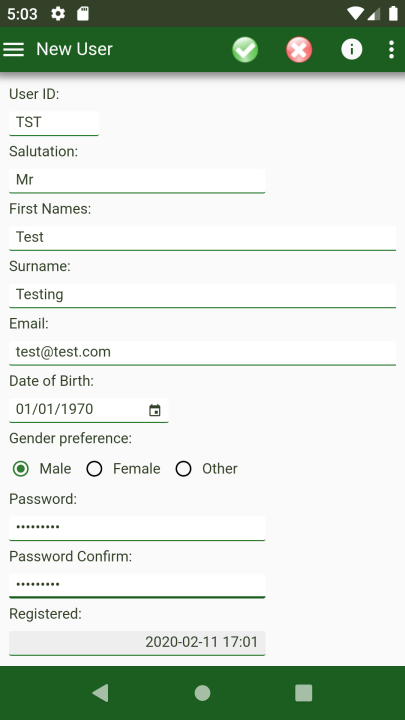 5:03
New User
User ID:
TST
Salutation:
Mr
First Names:
Test
Surname:
Testing
Email:
test@test.com
Date of Birth:
01/01/1970
Gender preference:
Male Female Other
Password:
•••••••••
Password Confirm:
•••••••••
Registered:
2020-02-11 17:01